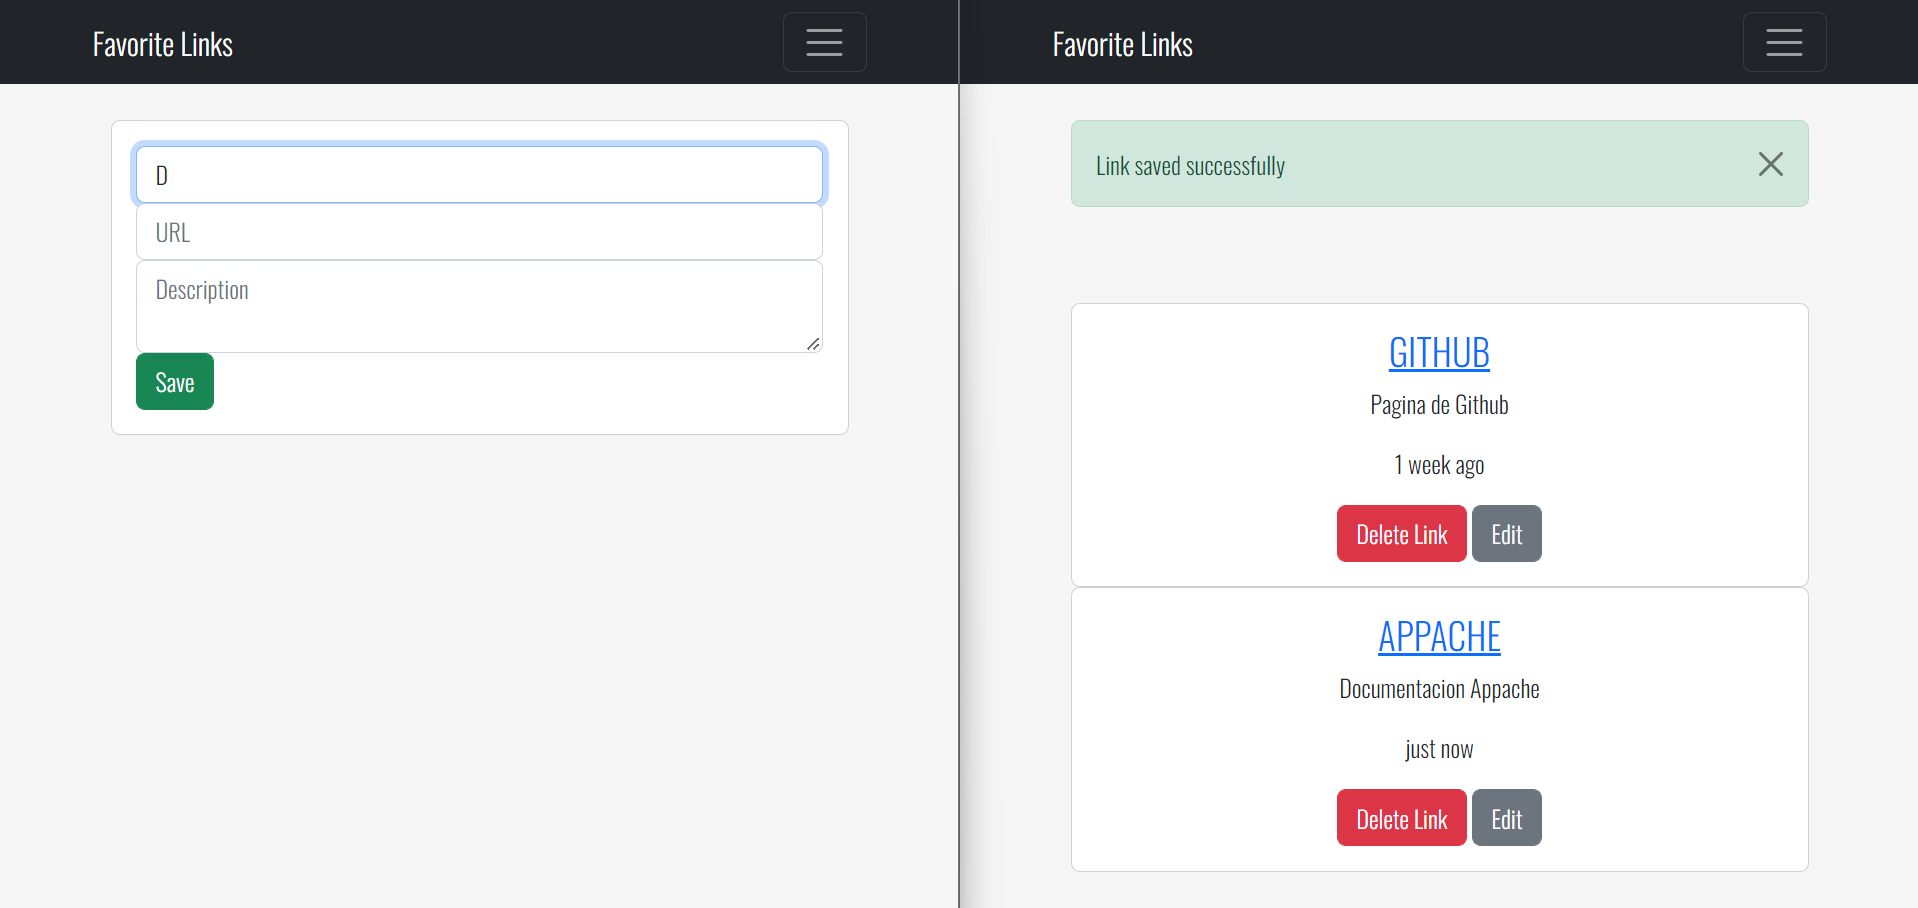 Favorite Links
D
URL
Description
Save
Favorite Links
Link saved successfully
GITHUB
Pagina de Github
1 week ago
Delete Link Edit
APPACHE
Documentacion Appache
just now
Delete Link Edit